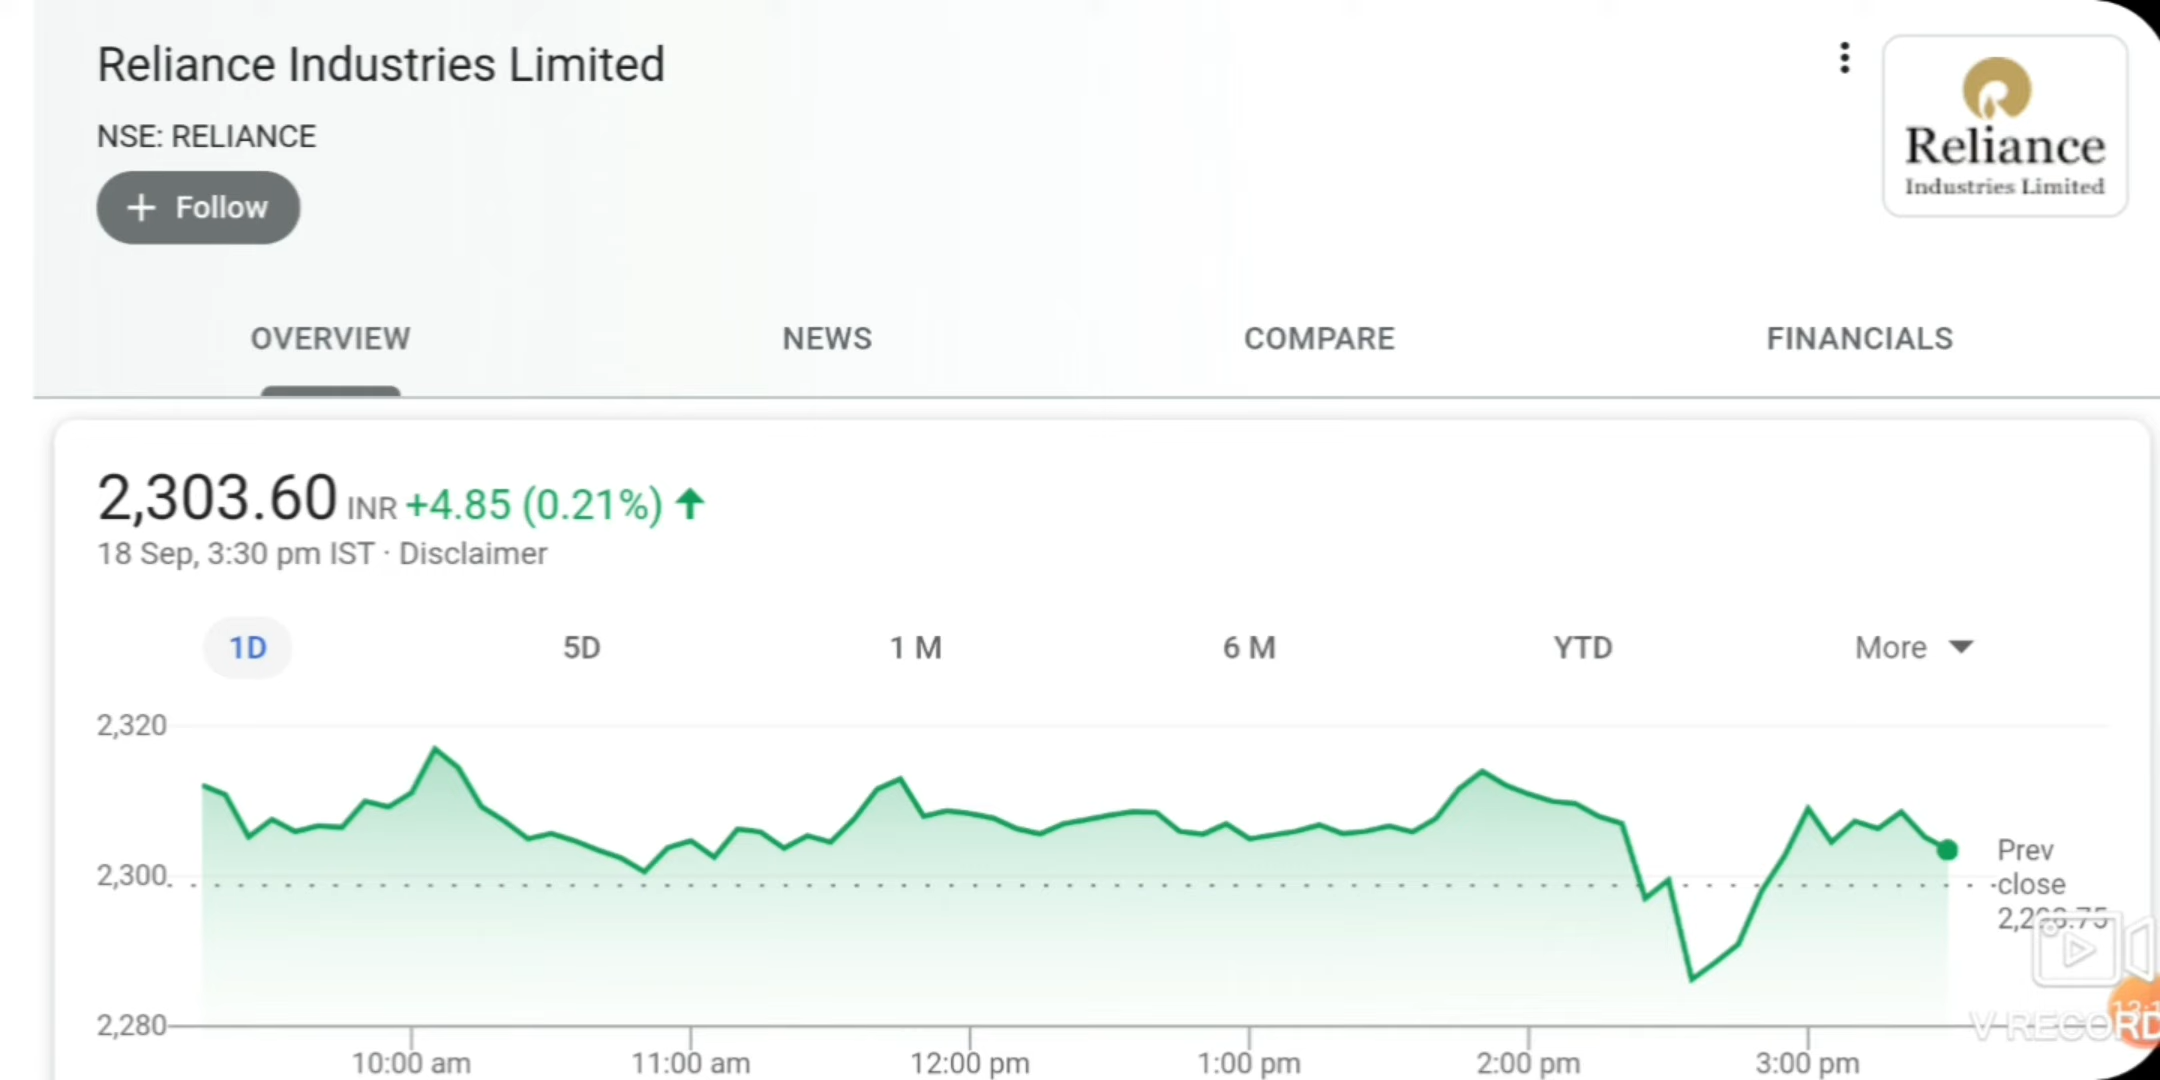 Reliance Industries Limited
NSE: RELIANCE
+ Follow
Reliance
Industries Limited
OVERVIEW NEWS COMPARE FINANCIALS
2,303.60 INR +4.85 (0.21%)
18 Sep, 3:30 pm IST · Disclaimer
1D 5D 1 M 6 M YTD More
2,320
2,300
2,280
Prev
close
10:00 am 11:00 am 12:00 pm 1:00 pm 2:00 pm 3:00 pm
V RECORD